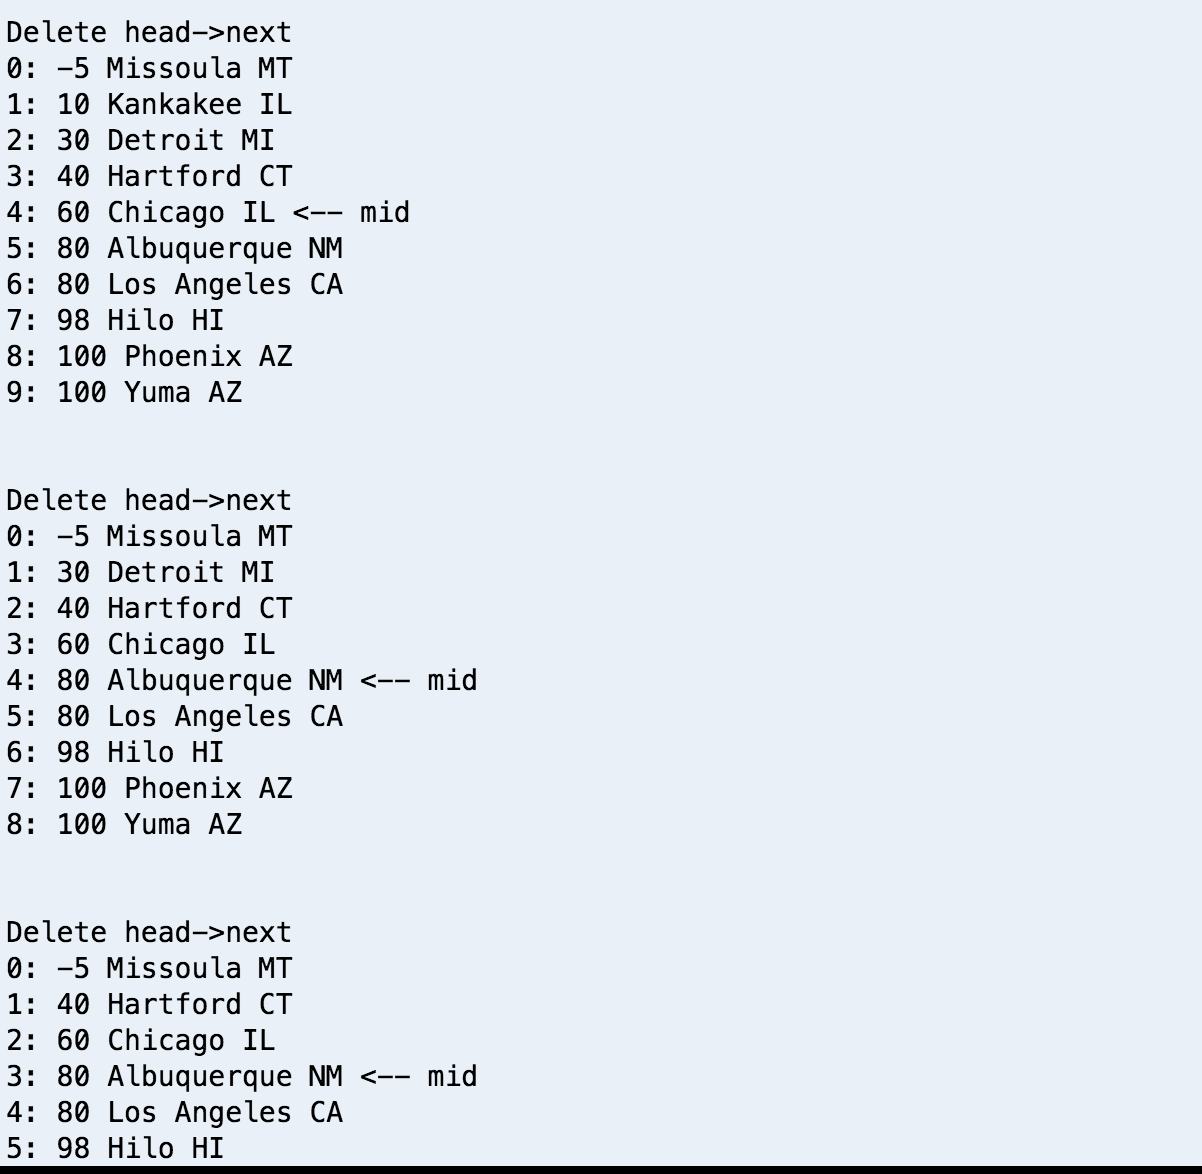 Delete head->next
0: -5 Missoula MT
1: 10 Kankakee IL
2: 30 Detroit MI
3: 40 Hartford CT
4: 60 Chicago IL <-- mid
5: 80 Albuquerque NM
6: 80 Los Angeles CA
7: 98 Hilo HI
8: 100 Phoenix AZ
9: 100 Yuma AZ
Delete head->next
0: -5 Missoula MT
1: 30 Detroit MI
2: 40 Hartford CT
3: 60 Chicago IL
4: 80 Albuquerque NM <-- mid
5: 80 Los Angeles CA
6: 98 Hilo HI
7: 100 Phoenix AZ
8: 100 Yuma AZ
Delete head->next
0: -5 Missoula MT
1: 40 Hartford CT
2: 60 Chicago IL
3: 80 Albuquerque NM <-- mid
4: 80 Los Angeles CA
5: 98 Hilo HI